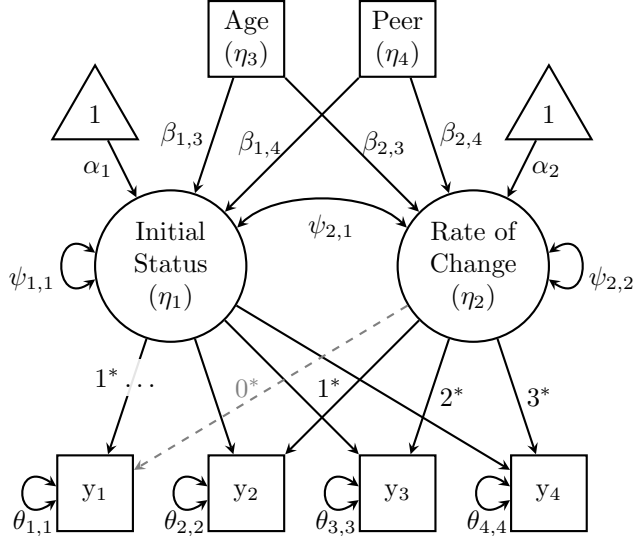 Age
(η₃)
Peer
(η₄)
1
1
α₁
β₁,₃
β₁,₄
β₂,₃
β₂,₄
α₂
Initial
Status
(η₁)
ψ₂,₁
Rate of
Change
(η₂)
ψ₁,₁
ψ₂,₂
1* ...
0*
1*
2*
3*
y₁
y₂
y₃
y₄
θ₁,₁
θ₂,₂
θ₃,₃
θ₄,₄